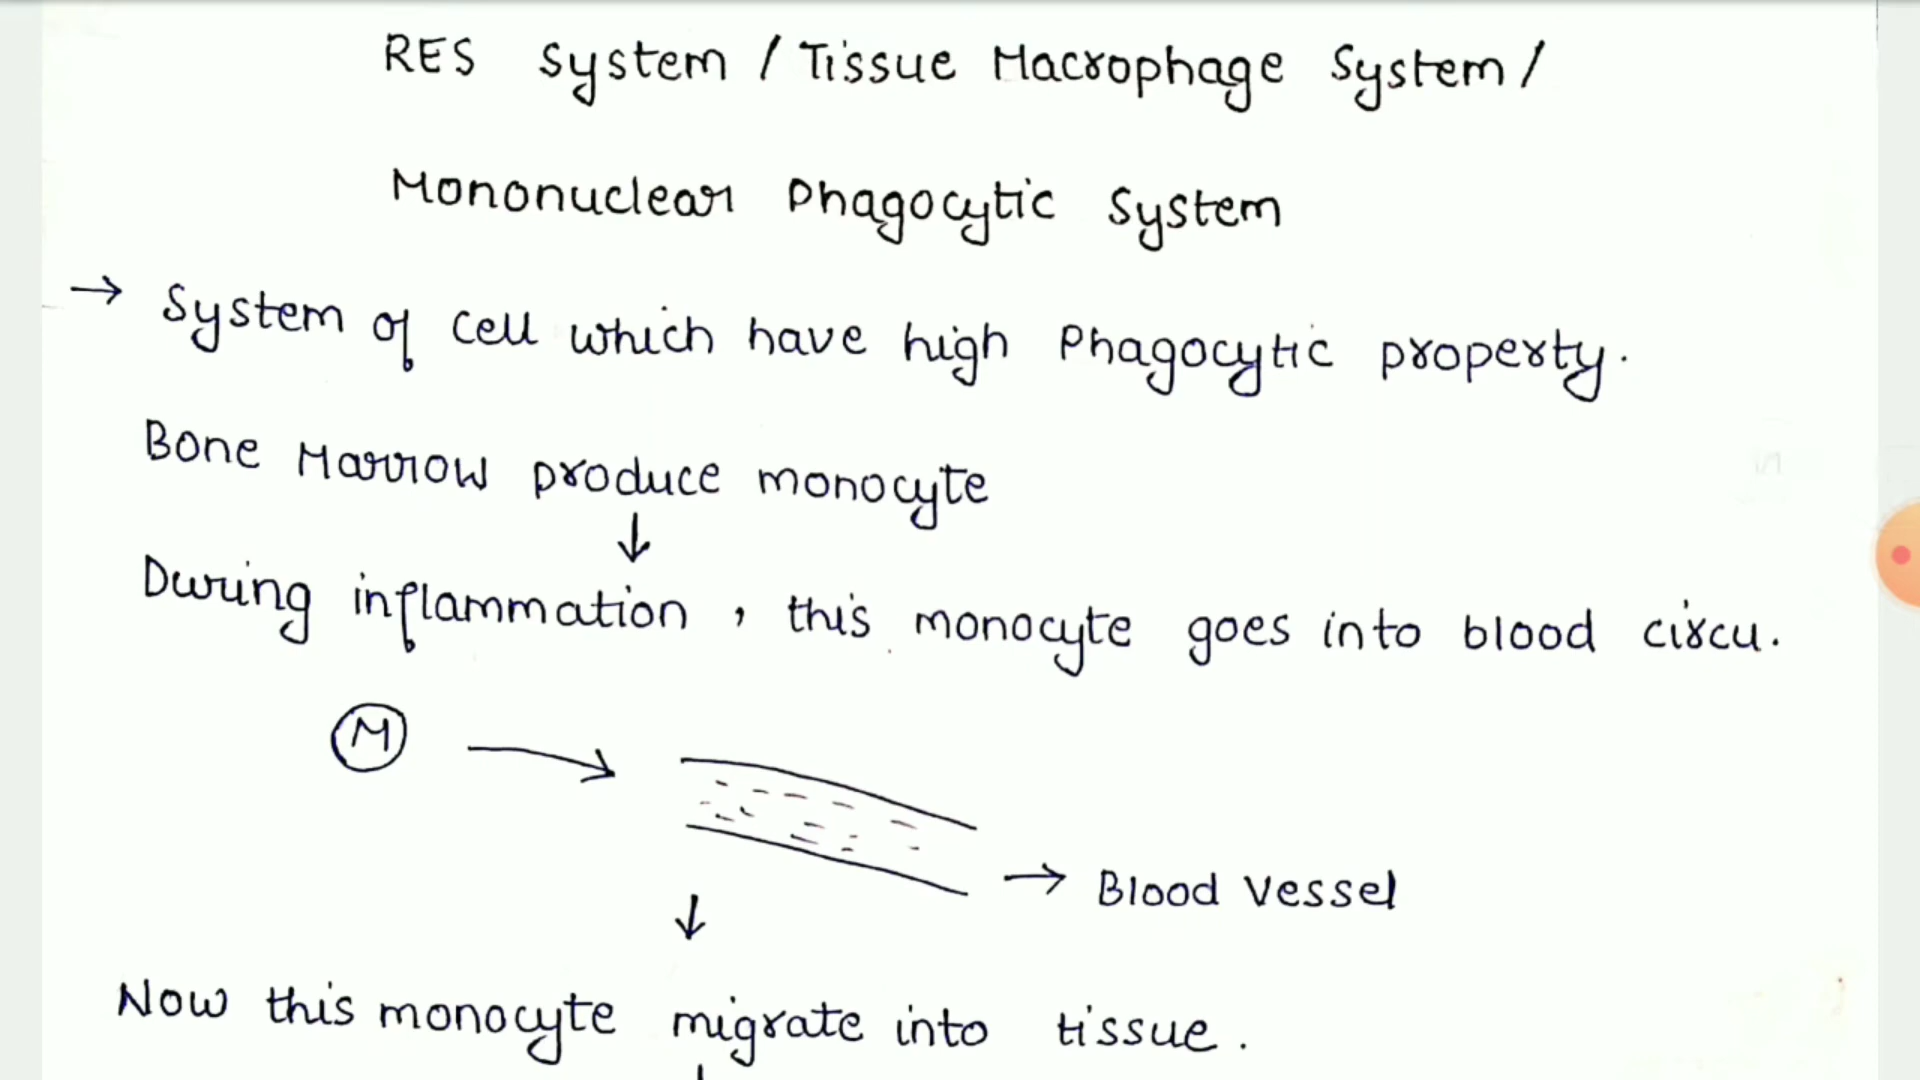 RES System / Tissue Macrophage System /
Mononuclear Phagocytic System
→ System of cell which have high Phagocytic property.
Bone Marrow produce monocyte
↓
During inflammation, this monocyte goes into blood circu.
M →
→ Blood Vessel
↓
Now this monocyte migrate into tissue.